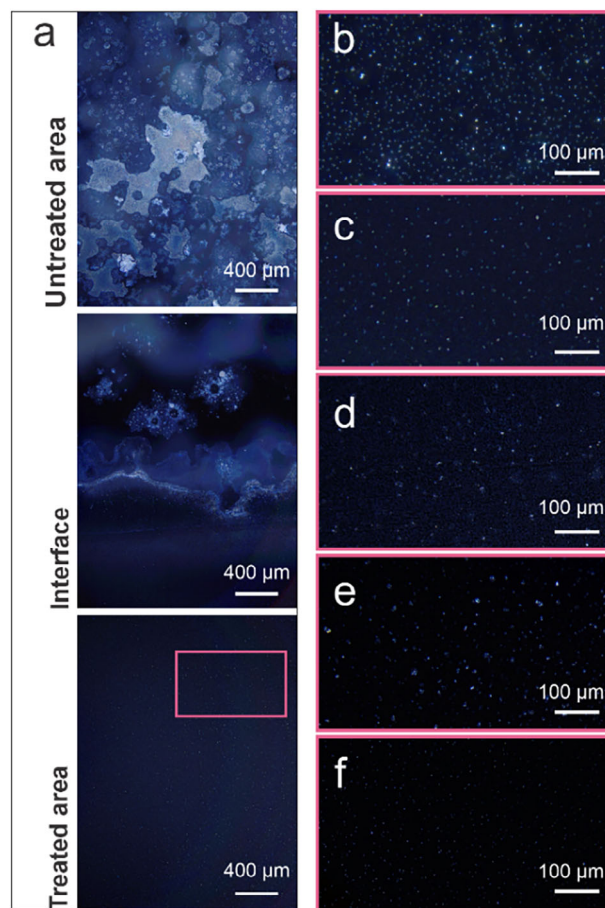 a
Untreated area
400 µm
Interface
400 µm
Treated area
400 µm
b
100 µm
c
100 µm
d
100 µm
e
100 µm
f
100 µm